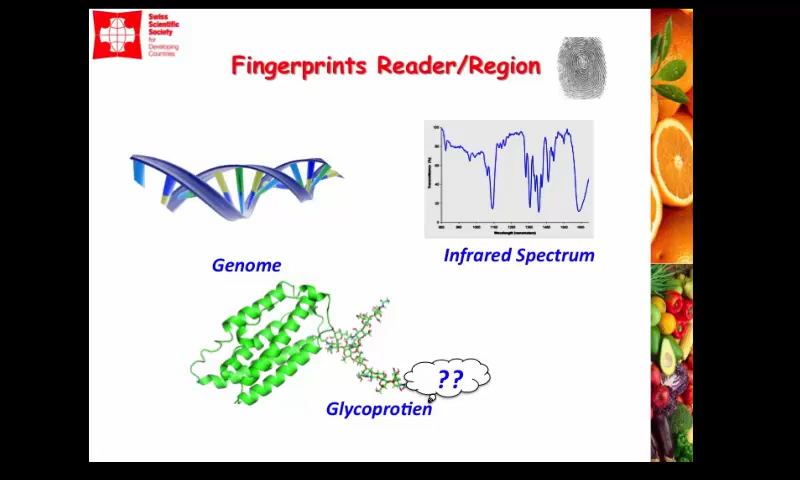 Swiss
Scientific
Society
for
Developing
Countries
Fingerprints Reader/Region
Genome
Infrared Spectrum
??
Glycoprotien